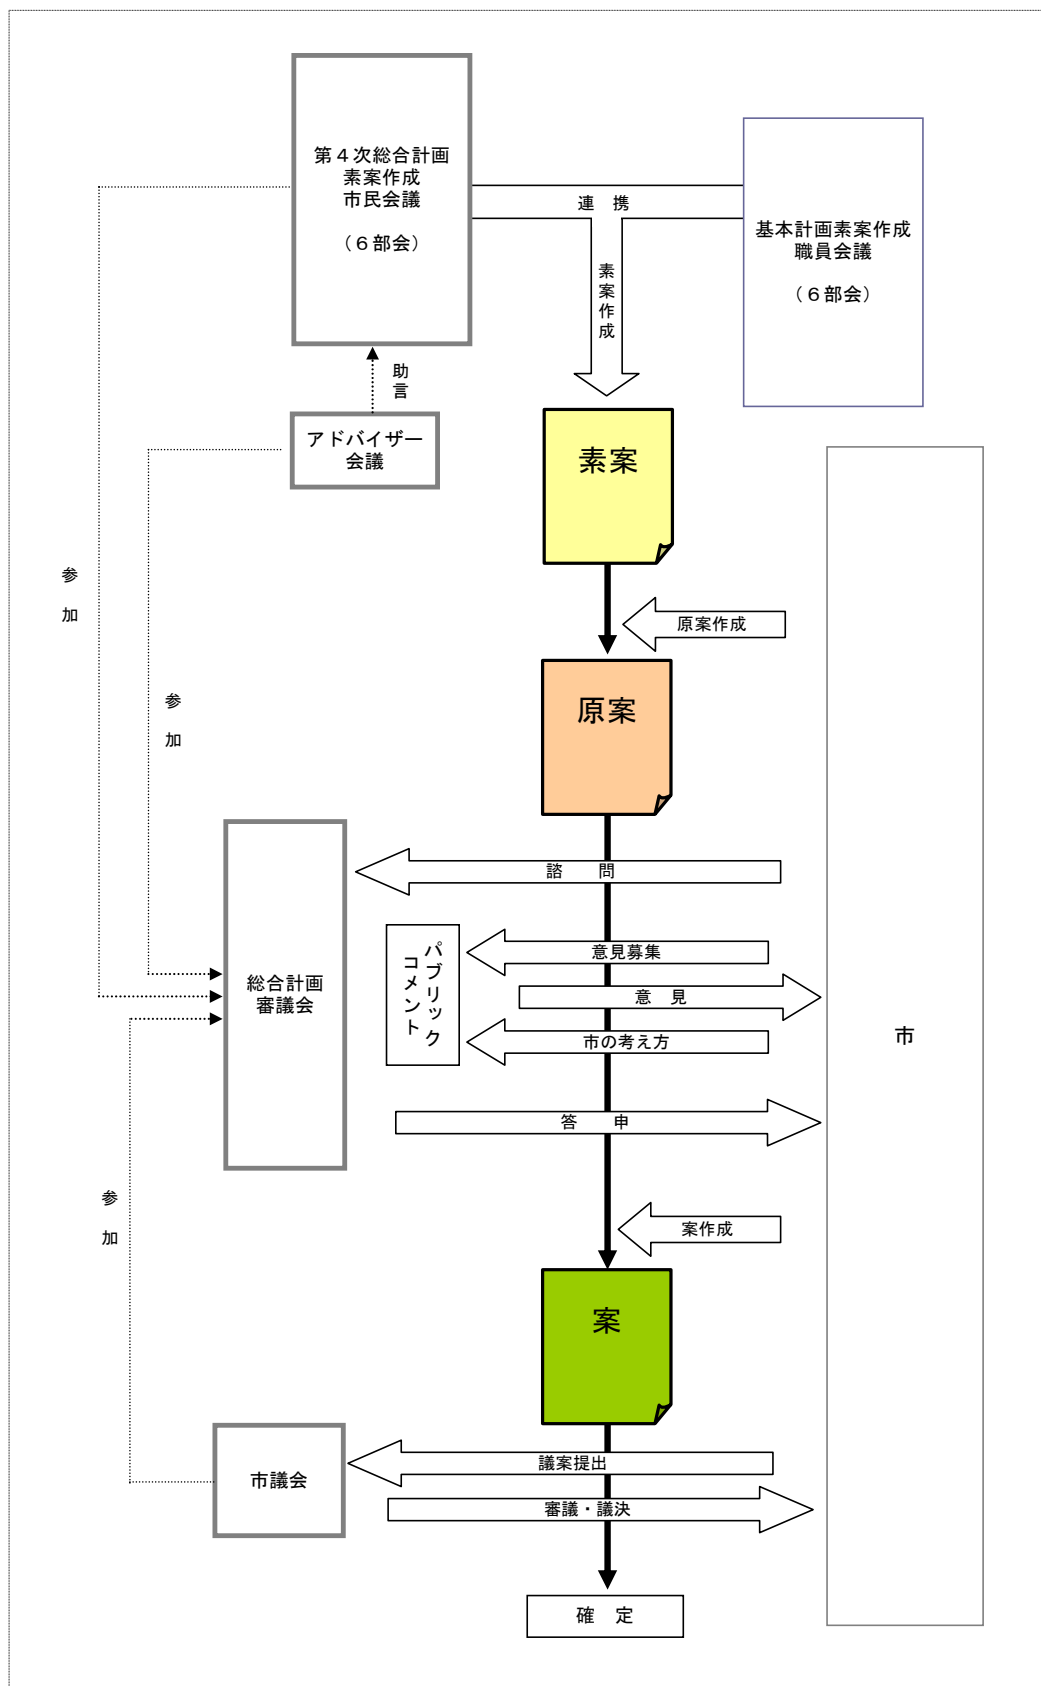 第４次総合計画
素案作成
市民会議
（６部会）
連　携
素案作成
基本計画素案作成
職員会議
（６部会）
助言
アドバイザー
会議
素案
参加
原案作成
参加
原案
諮　問
パブリック
コメント
意見募集
意　見
市の考え方
総合計画
審議会
市
答　申
参加
案作成
案
市議会
議案提出
審議・議決
確　定